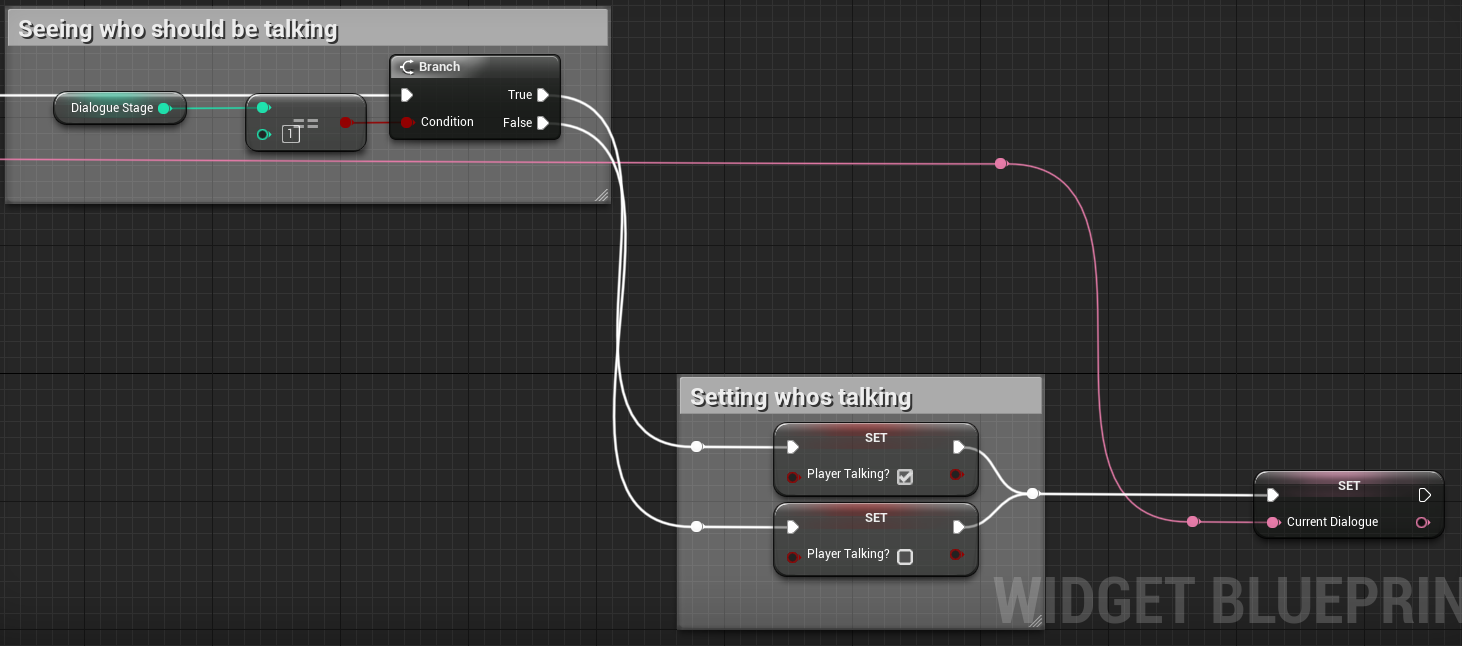 Seeing who should be talking
Branch
Dialogue Stage
True
1
==
Condition
False
Setting whos talking
SET
Player Talking?
SET
Player Talking?
SET
Current Dialogue
WIDGET BLUEPRIN